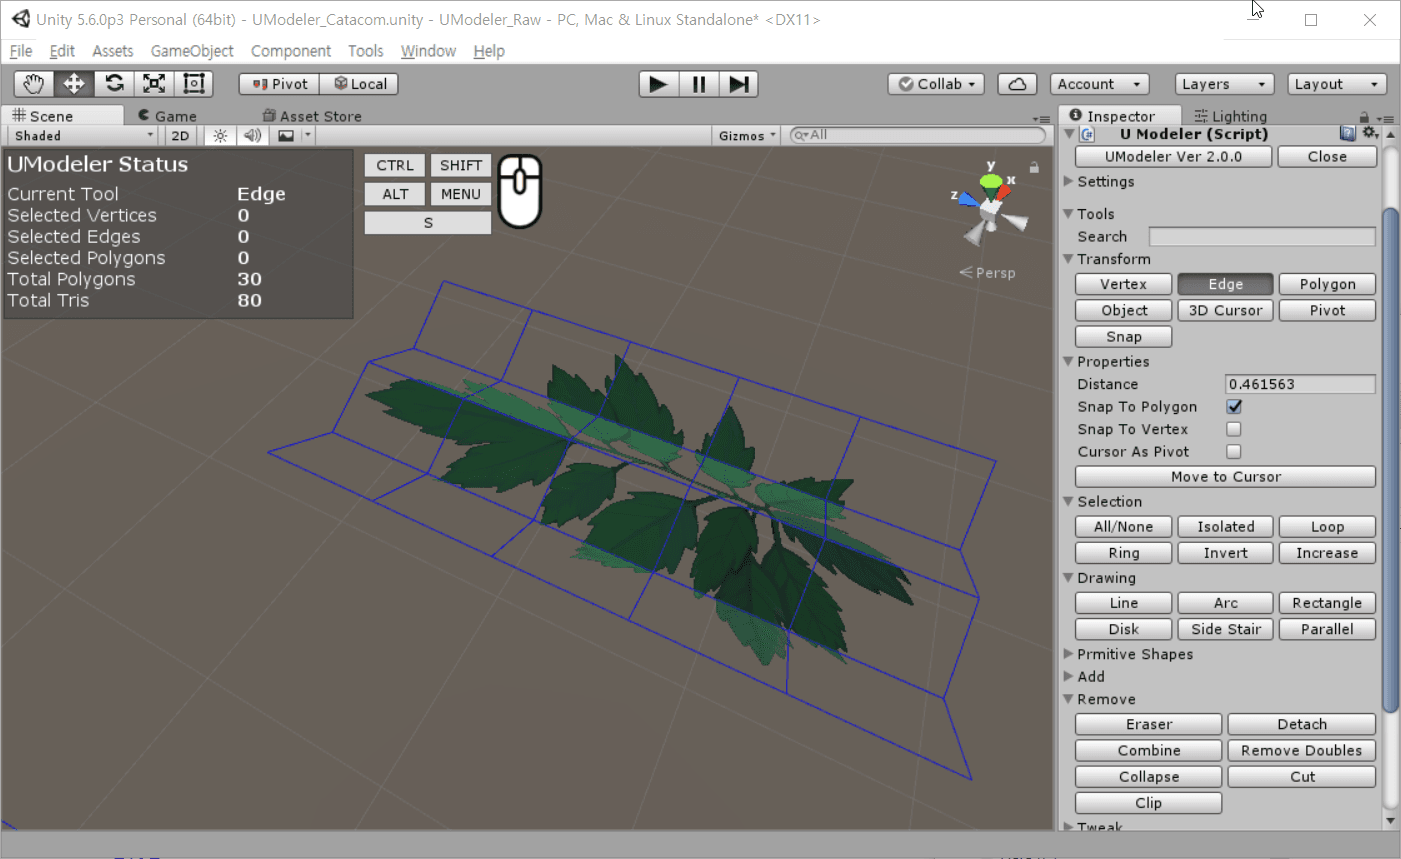 Unity 5.6.0p3 Personal (64bit) - UModeler_Catacom.unity - UModeler_Raw - PC, Mac & Linux Standalone* <DX11>
File Edit Assets GameObject Component Tools Window Help
Pivot Local Collab Account Layers Layout
Scene Game Asset Store Inspector Lighting
Shaded 2D Gizmos All
U Modeler (Script)
UModeler Ver 2.0.0 Close
Settings
Tools
Search
Transform
Vertex Edge Polygon
Object 3D Cursor Pivot
Snap
Properties
Distance 0.461563
Snap To Polygon
Snap To Vertex
Cursor As Pivot
Move to Cursor
Selection
All/None Isolated Loop
Ring Invert Increase
Drawing
Line Arc Rectangle
Disk Side Stair Parallel
Prmitive Shapes
Add
Remove
Eraser Detach
Combine Remove Doubles
Collapse Cut
Clip
Tweak
UModeler Status
Current Tool Edge
Selected Vertices 0
Selected Edges 0
Selected Polygons 0
Total Polygons 30
Total Tris 80
CTRL SHIFT
ALT MENU
S
y
x
z
Persp